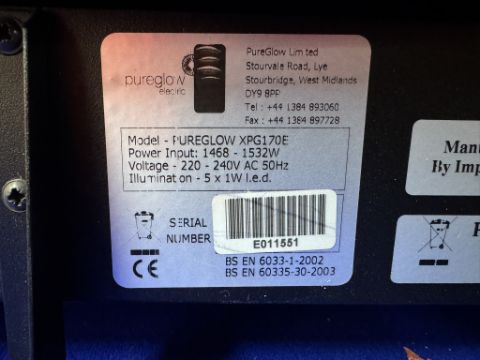 pureglow
electric
PureGlow Limited
Stourvala Road, Lye
Stourbridge, West Midlands
DY9 8PP
Tel : +44 1384 893060
Fax : +44 1384 897728
Model - PUREGLOW XPG170E
Power Input: 1468 - 1532W
Voltage - 220 - 240V AC 50Hz
Illumination - 5 x 1W l.e.d.
SERIAL
NUMBER
E011551
CE
BS EN 6033-1-2002
BS EN 60335-30-2003
Manu
By Imp